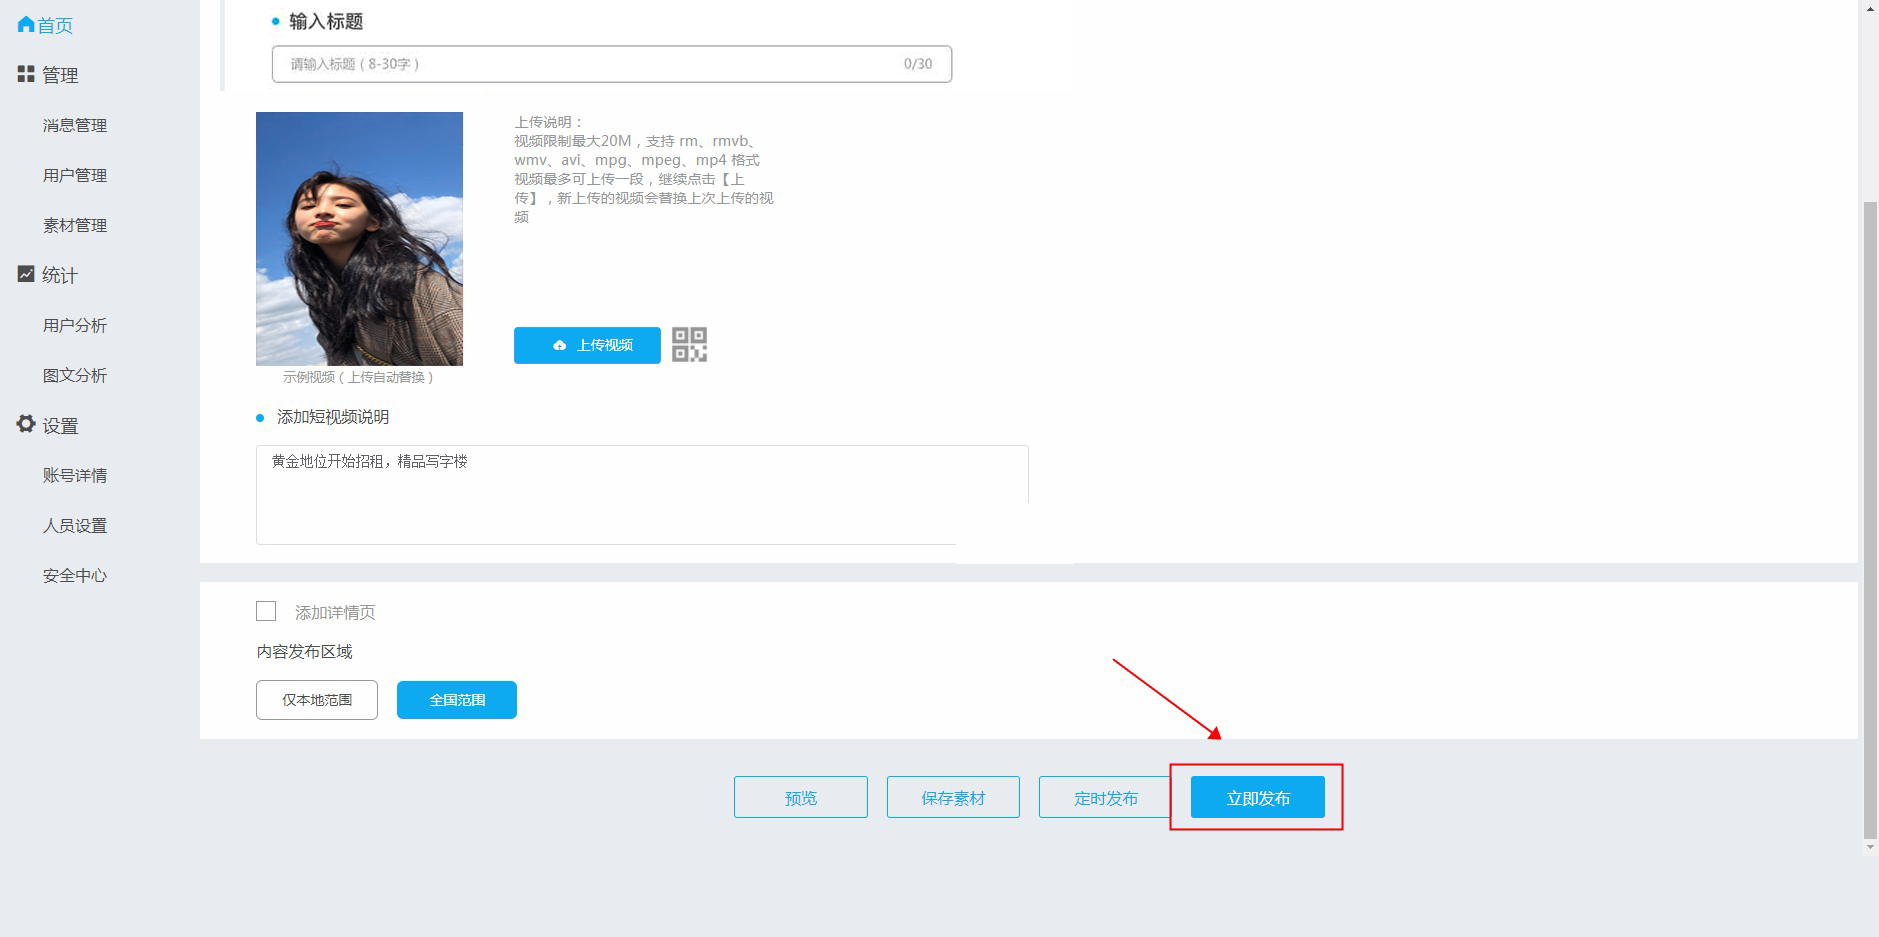 首页
管理
消息管理
用户管理
素材管理
统计
用户分析
图文分析
设置
账号详情
人员设置
安全中心
输入标题
请输入标题（8-30字）
0/30
上传说明：
视频限制最大20M，支持 rm、rmvb、
wmv、avi、mpg、mpeg、mp4 格式
视频最多可上传一段，继续点击【上
传】，新上传的视频会替换上次上传的视
频
上传视频
示例视频（上传自动替换）
添加短视频说明
黄金地位开始招租，精品写字楼
添加详情页
内容发布区域
仅本地范围
全国范围
预览
保存素材
定时发布
立即发布